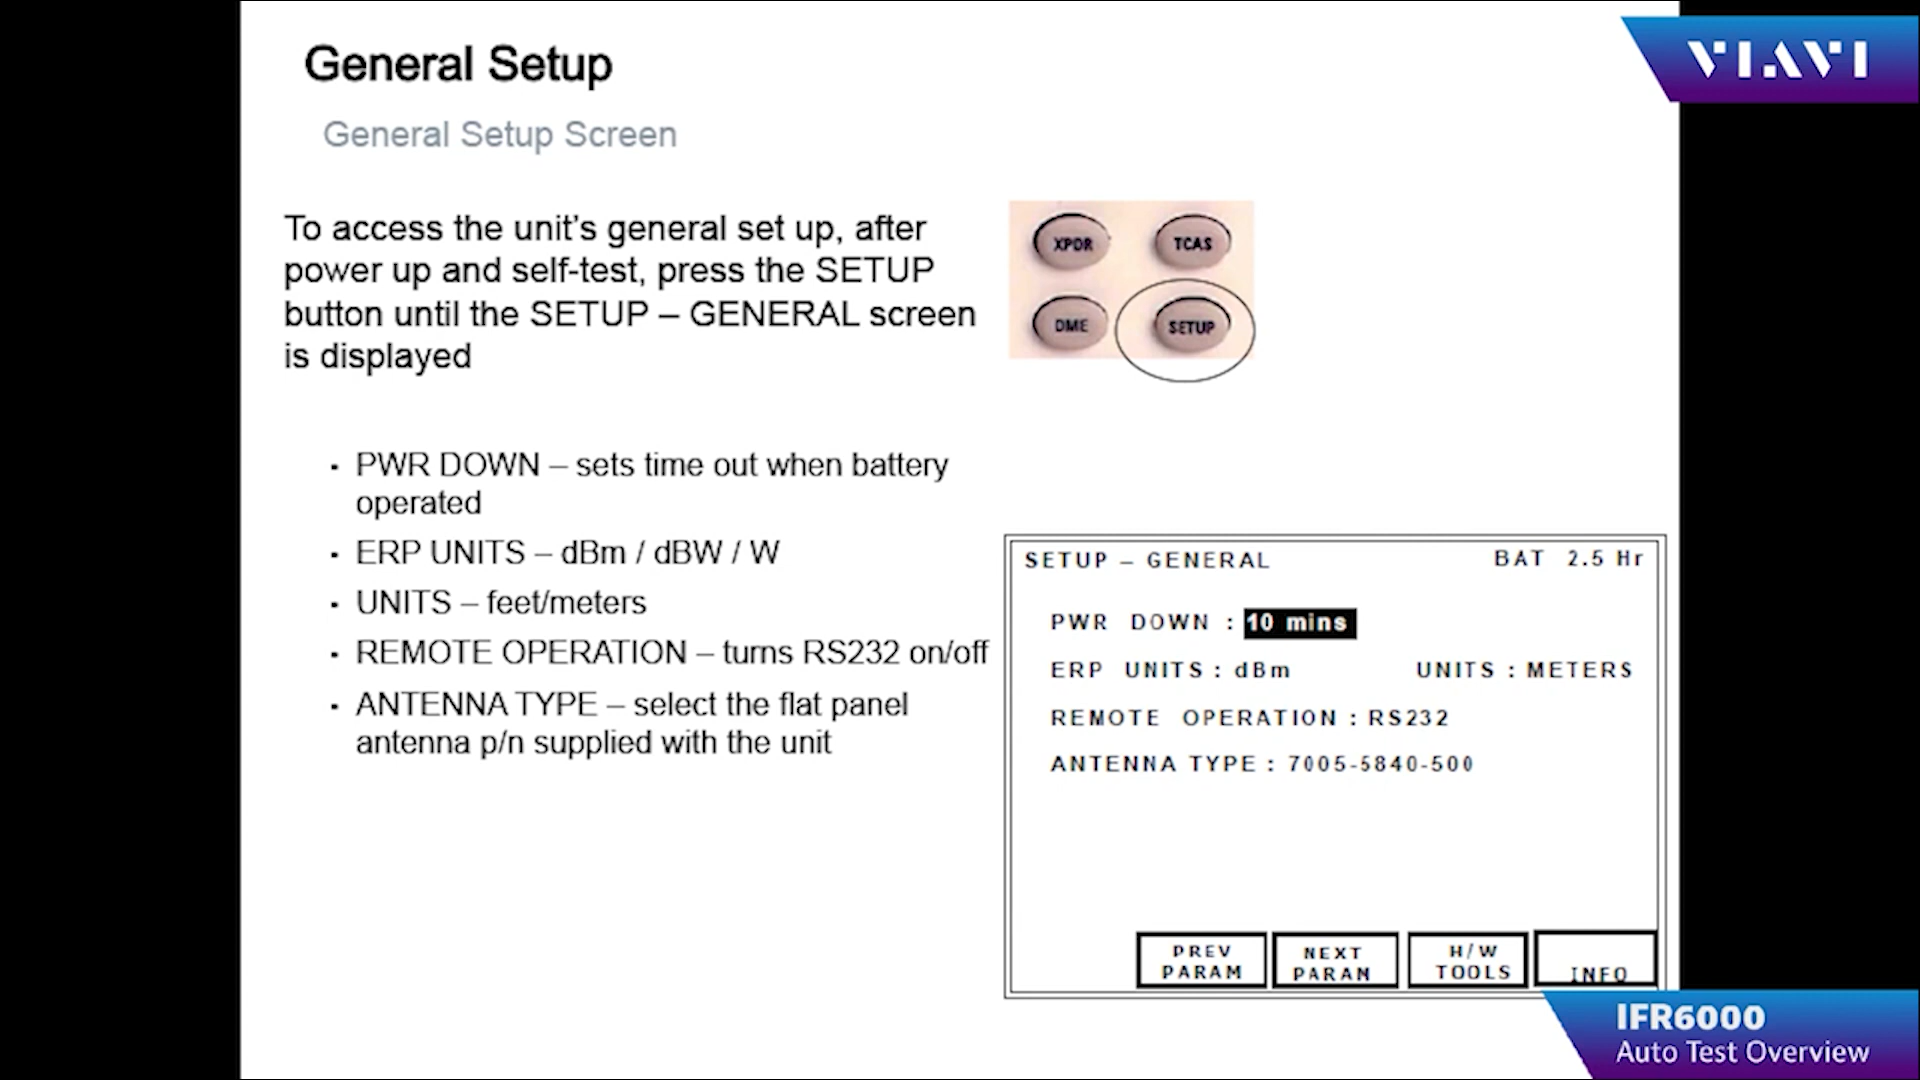 General Setup
VIAVI
General Setup Screen
To access the unit's general set up, after
power up and self-test, press the SETUP
button until the SETUP – GENERAL screen
is displayed
XPDR
TCAS
DME
SETUP
▪ PWR DOWN – sets time out when battery
operated
▪ ERP UNITS – dBm / dBW / W
▪ UNITS – feet/meters
▪ REMOTE OPERATION – turns RS232 on/off
▪ ANTENNA TYPE – select the flat panel
antenna p/n supplied with the unit
SETUP – GENERAL BAT 2.5 Hr
PWR DOWN : 10 mins
ERP UNITS : dBm UNITS : METERS
REMOTE OPERATION : RS232
ANTENNA TYPE : 7005-5840-500
PREV
PARAM
NEXT
PARAM
H/W
TOOLS
INFO
IFR6000
Auto Test Overview